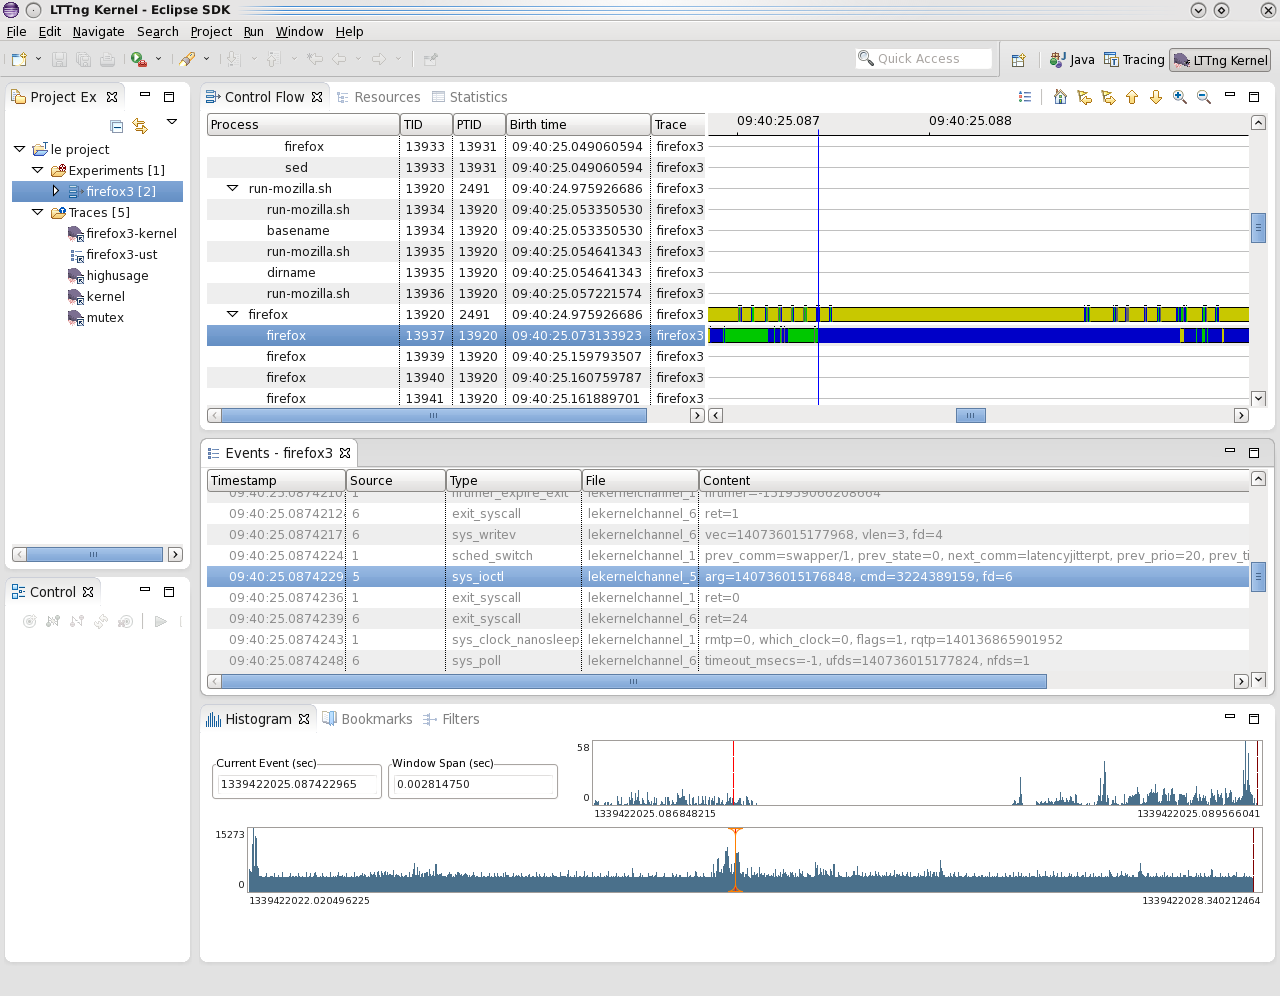 LTTng Kernel - Eclipse SDK
File Edit Navigate Search Project Run Window Help
Quick Access Java Tracing LTTng Kernel
Project Ex
le project
Experiments [1]
firefox3 [2]
Traces [5]
firefox3-kernel
firefox3-ust
highusage
kernel
mutex
Control
Control Flow Resources Statistics
Process TID PTID Birth time Trace 09:40:25.087 09:40:25.088
firefox 13933 13931 09:40:25.049060594 firefox3
sed 13933 13931 09:40:25.049060594 firefox3
run-mozilla.sh 13920 2491 09:40:24.975926686 firefox3
run-mozilla.sh 13934 13920 09:40:25.053350530 firefox3
basename 13934 13920 09:40:25.053350530 firefox3
run-mozilla.sh 13935 13920 09:40:25.054641343 firefox3
dirname 13935 13920 09:40:25.054641343 firefox3
run-mozilla.sh 13936 13920 09:40:25.057221574 firefox3
firefox 13920 2491 09:40:24.975926686 firefox3
firefox 13937 13920 09:40:25.073133923 firefox3
firefox 13939 13920 09:40:25.159793507 firefox3
firefox 13940 13920 09:40:25.160759787 firefox3
firefox 13941 13920 09:40:25.161889701 firefox3
Events - firefox3
Timestamp Source Type File Content
09:40:25.0874210 1 hrtimer_expire_exit lekernelchannel_1 hrtimer=-131939066208664
09:40:25.0874212 6 exit_syscall lekernelchannel_6 ret=1
09:40:25.0874217 6 sys_writev lekernelchannel_6 vec=140736015177968, vlen=3, fd=4
09:40:25.0874224 1 sched_switch lekernelchannel_1 prev_comm=swapper/1, prev_state=0, next_comm=latencyjitterpt, prev_prio=20, prev_ti
09:40:25.0874229 5 sys_ioctl lekernelchannel_5 arg=140736015176848, cmd=3224389159, fd=6
09:40:25.0874236 1 exit_syscall lekernelchannel_1 ret=0
09:40:25.0874239 6 exit_syscall lekernelchannel_6 ret=24
09:40:25.0874243 1 sys_clock_nanosleep lekernelchannel_1 rmtp=0, which_clock=0, flags=1, rqtp=140136865901952
09:40:25.0874248 6 sys_poll lekernelchannel_6 timeout_msecs=-1, ufds=140736015177824, nfds=1
Histogram Bookmarks Filters
Current Event (sec) Window Span (sec)
1339422025.087422965 0.002814750
58
0
1339422025.086848215 1339422025.089566041
15273
0
1339422022.020496225 1339422028.340212464